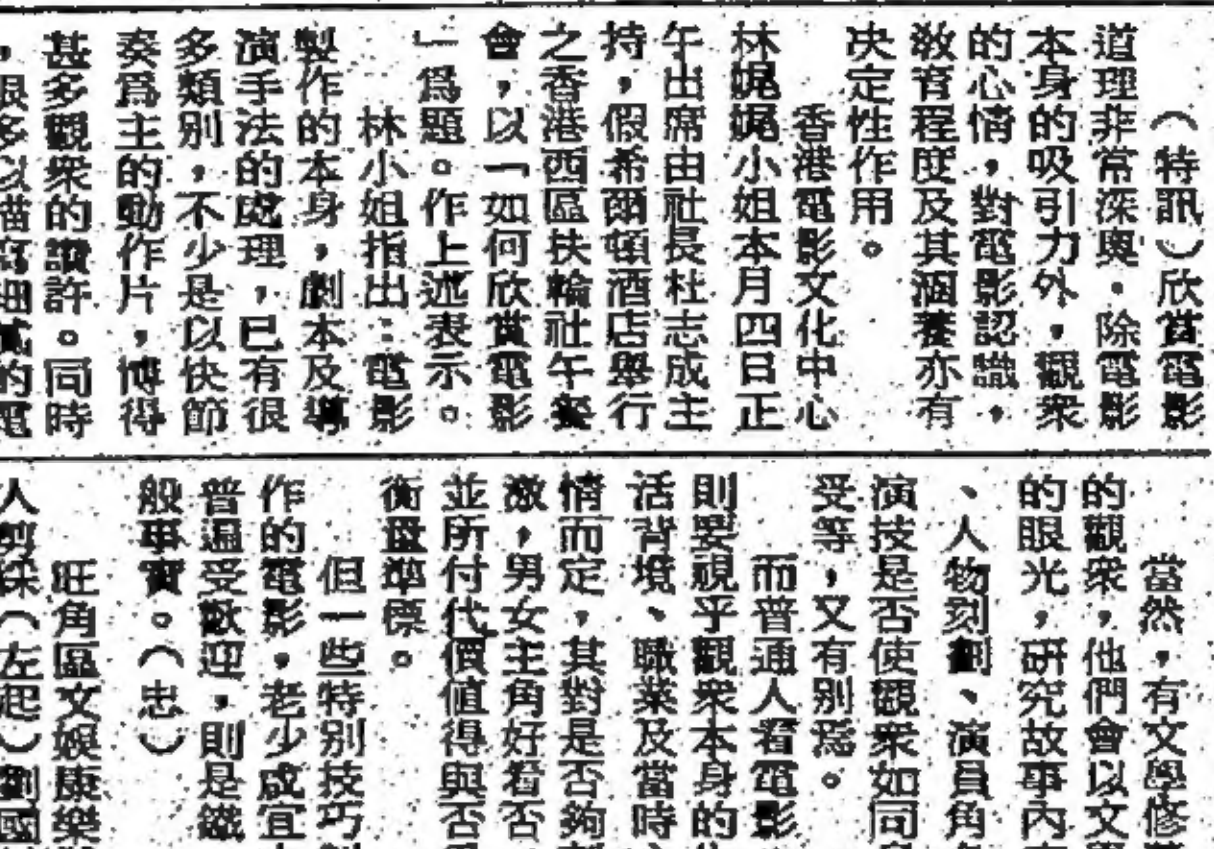 （特訊）欣賞電影
道理非常深奧。除電影
本身的吸引力外，觀衆
的心情，對電影認識，
敎育程度及其涵養亦有
決定性作用。
香港電影文化中心
林娓娓小姐本月四日正
午出席由社長杜志成主
持，假希爾頓酒店舉行
之香港西區扶輪社午餐
會，以「如何欣賞電影
」爲題。作上述表示。
林小姐指出：電影
製作的本身，劇本及導
演手法的處理，已有很
多類別，不少是以快節
奏爲主的動作片，博得
甚多觀衆的讚許。同時
，很多以描寫細膩的電
當然，有文學修
的觀衆，他們會以文學
的眼光，研究故事內
、人物刻劃、演員角
演技是否使觀衆如同
受等，又有別焉。
而普通人看電影
則要視乎觀衆本身的
活背境、職業及當時
情而定，其對是否夠
激，男女主角好看否
並所付代價值得與否
衡量準標。
但一些特別技巧
作的電影，老少咸宜
普遍受歡迎，則是鐵
般事實。（忠）
旺角區文娛康樂
人剪綵（左起）劉國